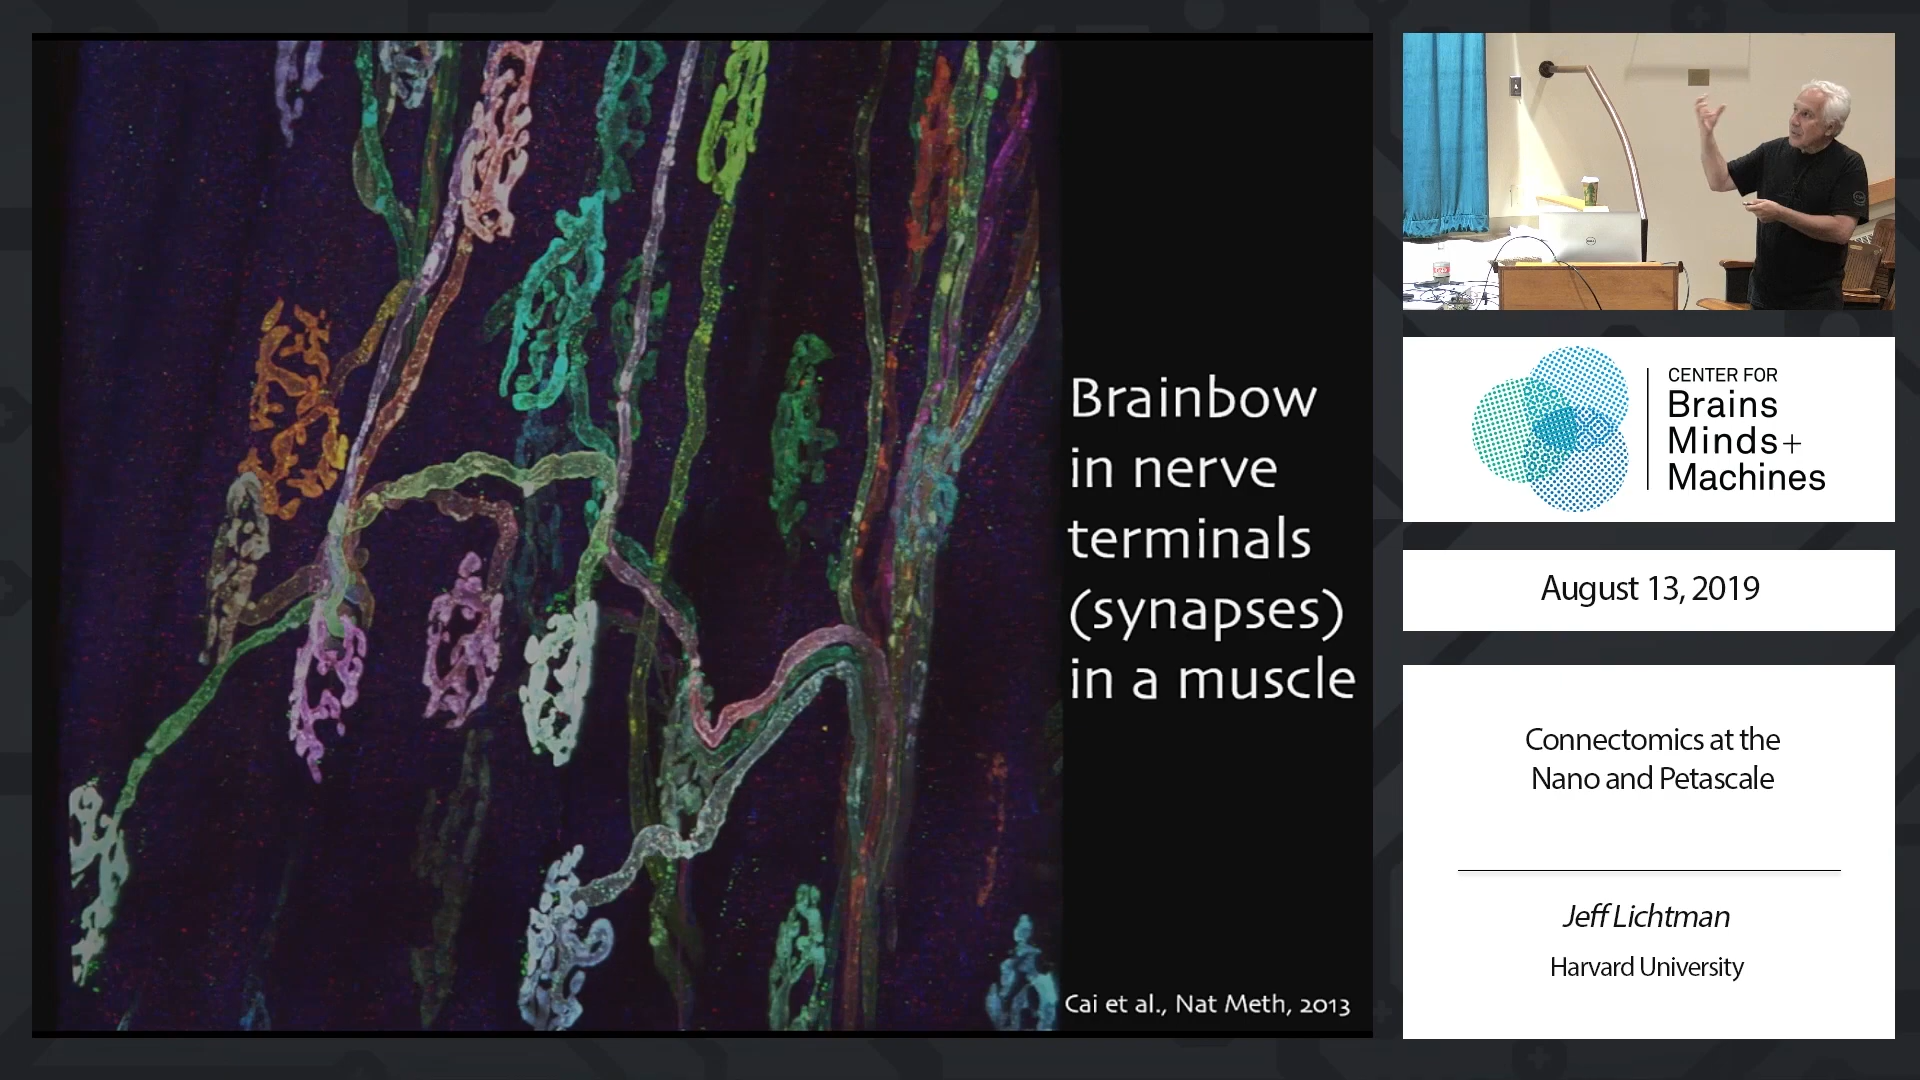 Brainbow
in nerve
terminals
(synapses)
in a muscle
Cai et al., Nat Meth, 2013
CENTER FOR
Brains
Minds+
Machines
August 13, 2019
Connectomics at the
Nano and Petascale
Jeff Lichtman
Harvard University